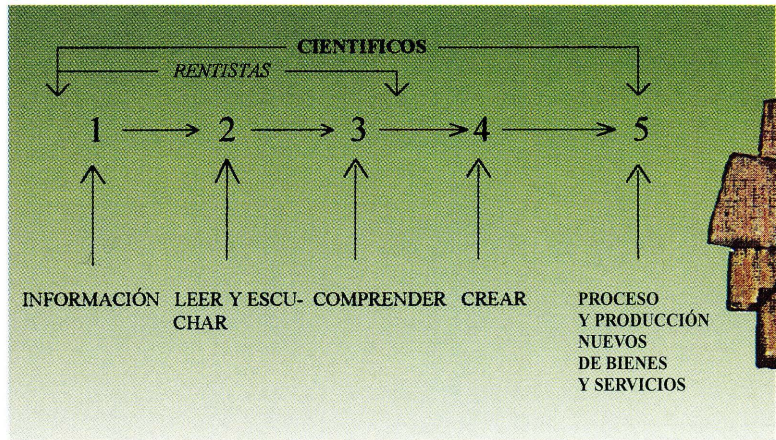 CIENTIFICOS
RENTISTAS
1 2 3 4 5
INFORMACIÓN LEER Y ESCU- COMPRENDER CREAR PROCESO
CHAR Y PRODUCCIÓN
NUEVOS
DE BIENES
Y SERVICIOS